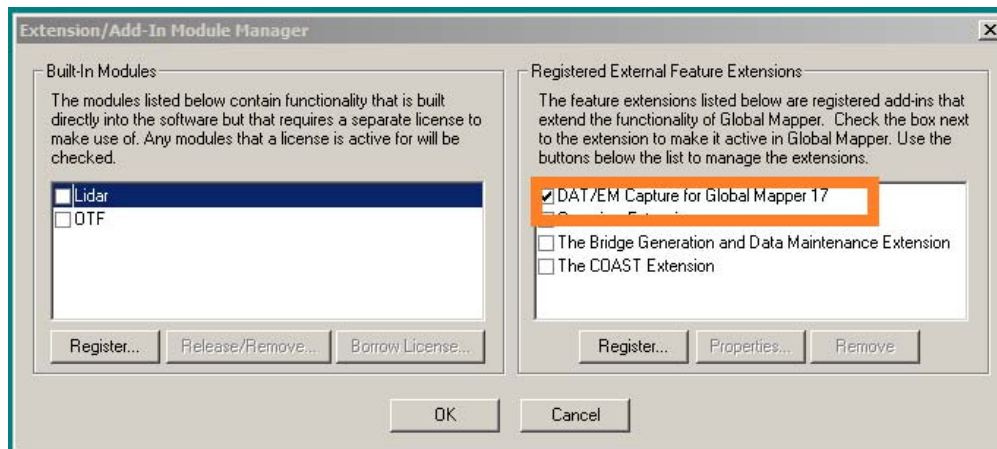 Extension/Add-In Module Manager
Built-In Modules
The modules listed below contain functionality that is built
directly into the software but that requires a separate license to
make use of. Any modules that a license is active for will be
checked.
Lidar
OTF
Register...
Release/Remove...
Borrow License...
Registered External Feature Extensions
The feature extensions listed below are registered add-ins that
extend the functionality of Global Mapper. Check the box next
to the extension to make it active in Global Mapper. Use the
buttons below the list to manage the extensions.
DAT/EM Capture for Global Mapper 17
The Bridge Generation and Data Maintenance Extension
The COAST Extension
Register...
Properties...
Remove
OK
Cancel